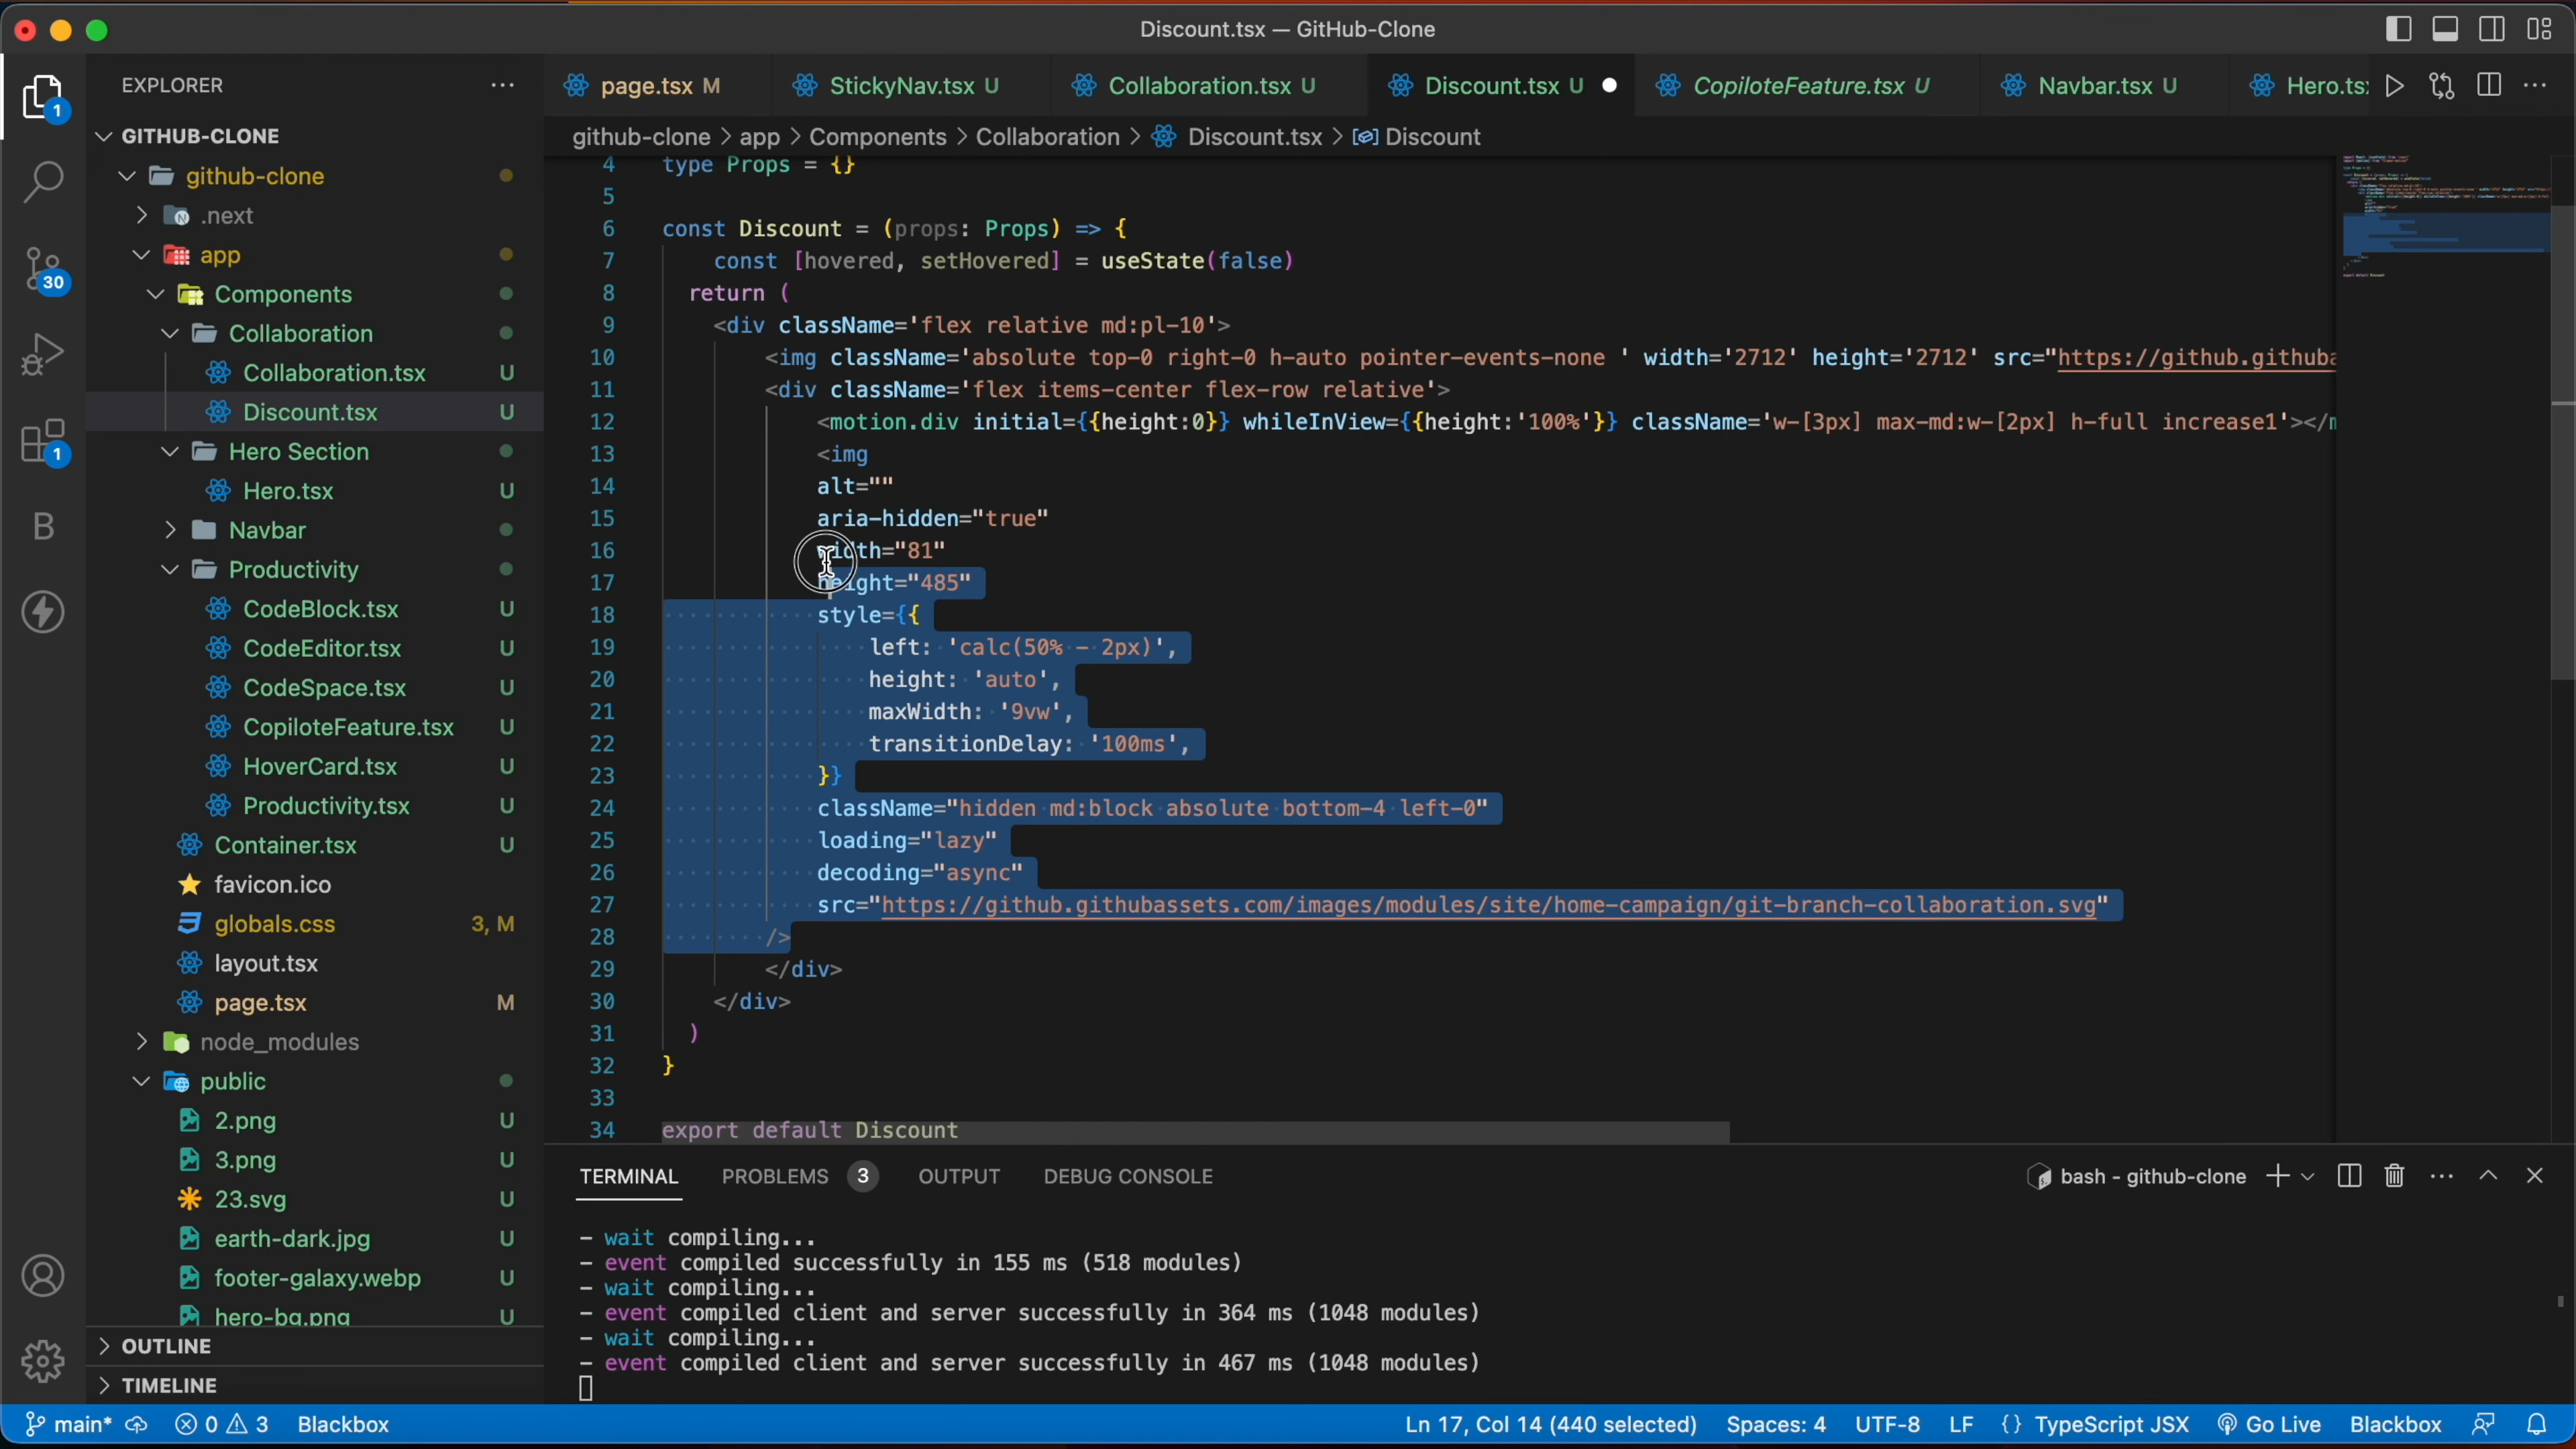 Discount.tsx — GitHub-Clone
EXPLORER
page.tsx M
StickyNav.tsx U
Collaboration.tsx U
Discount.tsx U
CopiloteFeature.tsx U
Navbar.tsx U
Hero.ts
github-clone > app > Components > Collaboration > Discount.tsx > Discount
1
30
1
B
GITHUB-CLONE
github-clone
.next
app
Components
Collaboration
Collaboration.tsx U
Discount.tsx U
Hero Section
Hero.tsx U
Navbar
Productivity
CodeBlock.tsx U
CodeEditor.tsx U
CodeSpace.tsx U
CopiloteFeature.tsx U
HoverCard.tsx U
Productivity.tsx U
Container.tsx U
favicon.ico
globals.css 3, M
layout.tsx
page.tsx M
node_modules
public
2.png U
3.png U
23.svg U
earth-dark.jpg U
footer-galaxy.webp U
hero-bg.png U
OUTLINE
TIMELINE
4 type Props = {}
5
6 const Discount = (props: Props) => {
7 const [hovered, setHovered] = useState(false)
8 return (
9 <div className='flex relative md:pl-10'>
10 <img className='absolute top-0 right-0 h-auto pointer-events-none ' width='2712' height='2712' src="https://github.githuba
11 <div className='flex items-center flex-row relative'>
12 <motion.div initial={{height:0}} whileInView={{height:'100%'}} className='w-[3px] max-md:w-[2px] h-full increase1'></m
13 <img
14 alt=""
15 aria-hidden="true"
16 width="81"
17 height="485"
18 style={{
19 left: 'calc(50% - 2px)',
20 height: 'auto',
21 maxWidth: '9vw',
22 transitionDelay: '100ms',
23 }}
24 className="hidden md:block absolute bottom-4 left-0"
25 loading="lazy"
26 decoding="async"
27 src="https://github.githubassets.com/images/modules/site/home-campaign/git-branch-collaboration.svg"
28 />
29 </div>
30 </div>
31 )
32 }
33
34 export default Discount
TERMINAL PROBLEMS 3 OUTPUT DEBUG CONSOLE
bash - github-clone
- wait compiling...
- event compiled successfully in 155 ms (518 modules)
- wait compiling...
- event compiled client and server successfully in 364 ms (1048 modules)
- wait compiling...
- event compiled client and server successfully in 467 ms (1048 modules)
main* 0 3 Blackbox
Ln 17, Col 14 (440 selected) Spaces: 4 UTF-8 LF {} TypeScript JSX Go Live Blackbox